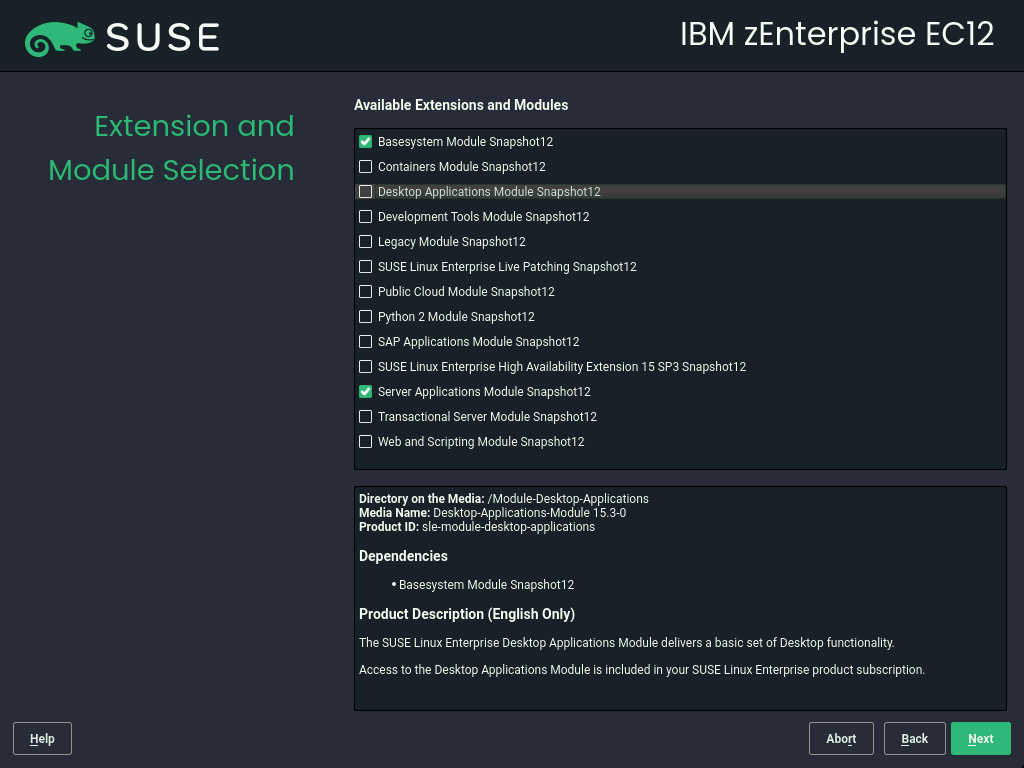 SUSE
IBM zEnterprise EC12
Extension and
Module Selection
Available Extensions and Modules
Basesystem Module Snapshot12
Containers Module Snapshot12
Desktop Applications Module Snapshot12
Development Tools Module Snapshot12
Legacy Module Snapshot12
SUSE Linux Enterprise Live Patching Snapshot12
Public Cloud Module Snapshot12
Python 2 Module Snapshot12
SAP Applications Module Snapshot12
SUSE Linux Enterprise High Availability Extension 15 SP3 Snapshot12
Server Applications Module Snapshot12
Transactional Server Module Snapshot12
Web and Scripting Module Snapshot12
Directory on the Media: /Module-Desktop-Applications
Media Name: Desktop-Applications-Module 15.3-0
Product ID: sle-module-desktop-applications
Dependencies
• Basesystem Module Snapshot12
Product Description (English Only)
The SUSE Linux Enterprise Desktop Applications Module delivers a basic set of Desktop functionality.
Access to the Desktop Applications Module is included in your SUSE Linux Enterprise product subscription.
Help
Abort
Back
Next